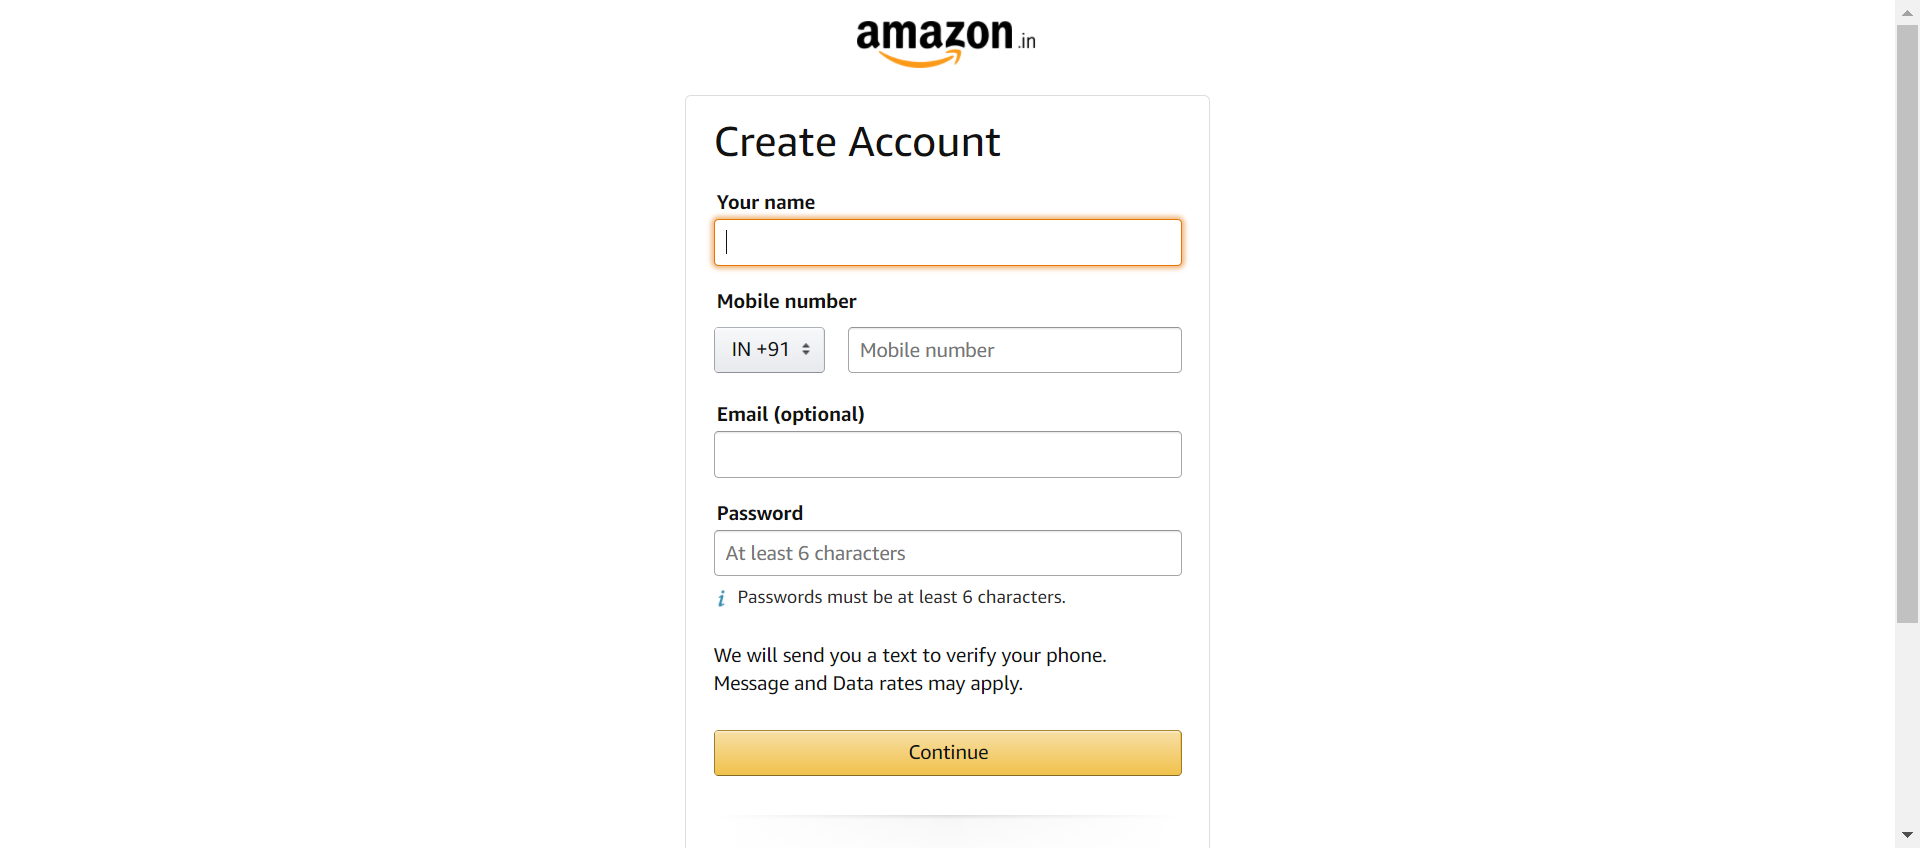 amazon.in
Create Account
Your name
Mobile number
IN +91
Mobile number
Email (optional)
Password
At least 6 characters
i Passwords must be at least 6 characters.
We will send you a text to verify your phone.
Message and Data rates may apply.
Continue